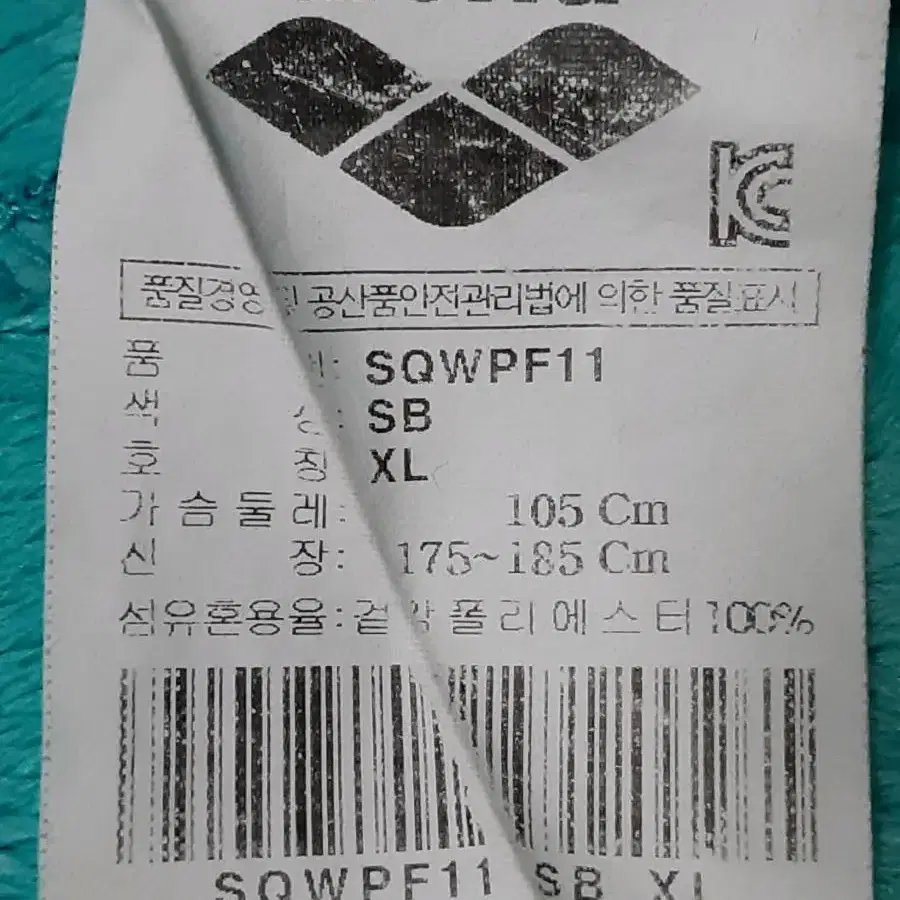 KC
품질경영 및 공산품안전관리법에 의한 품질표시
품 번: SQWPF11
색 상: SB
호 칭 XL
가슴둘레: 105 Cm
신 장: 175~185 Cm
섬유혼용율: 겉감 폴리에스터 100%
SQWPF11 SB XL